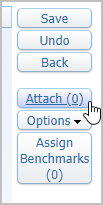 Save
Undo
Back
Attach (0)
Options
Assign
Benchmarks
(0)